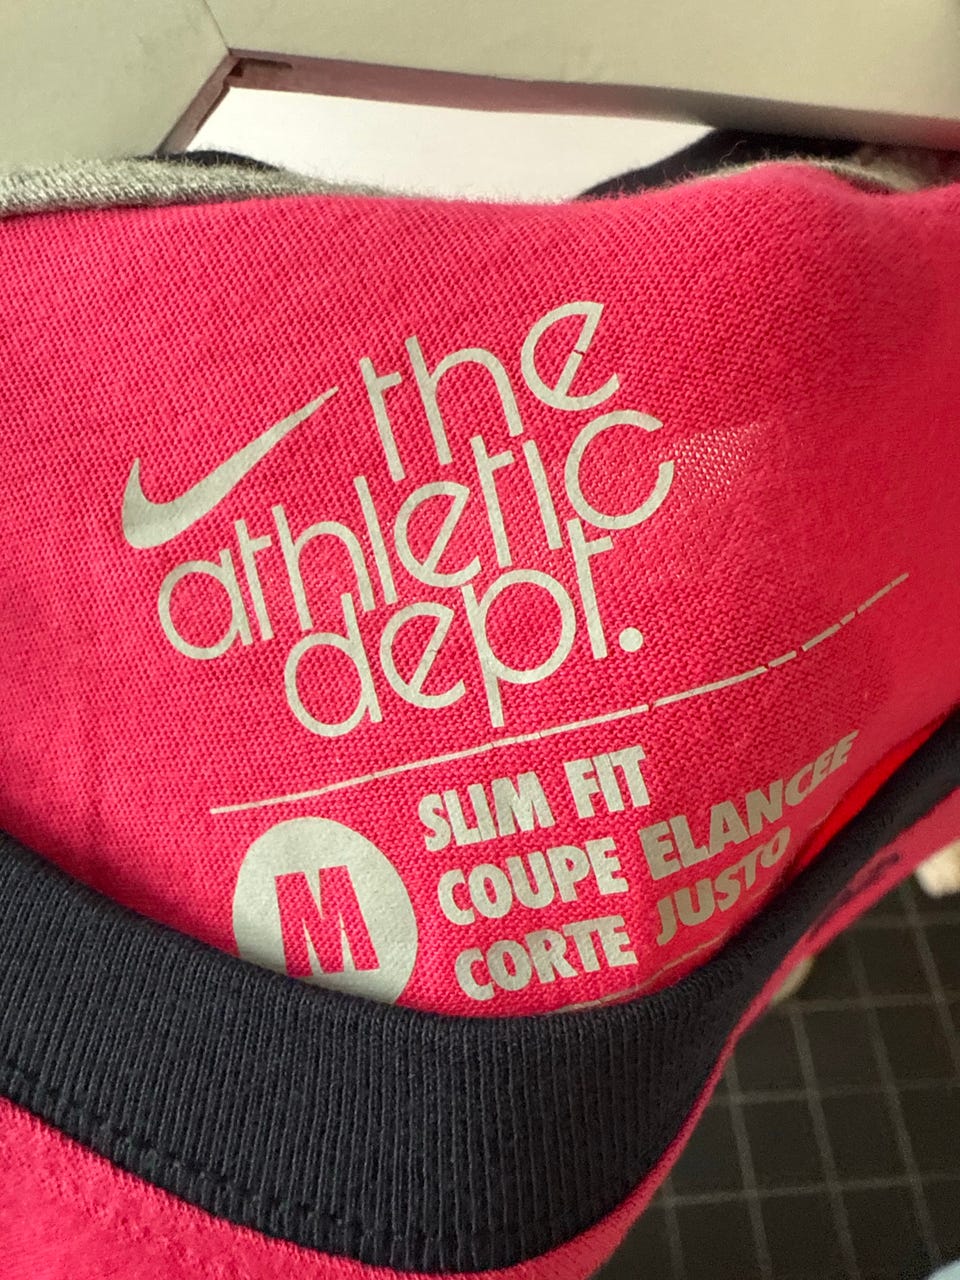 the
athletic
dept.
M
SLIM FIT
COUPE ELANCEE
CORTE JUSTO